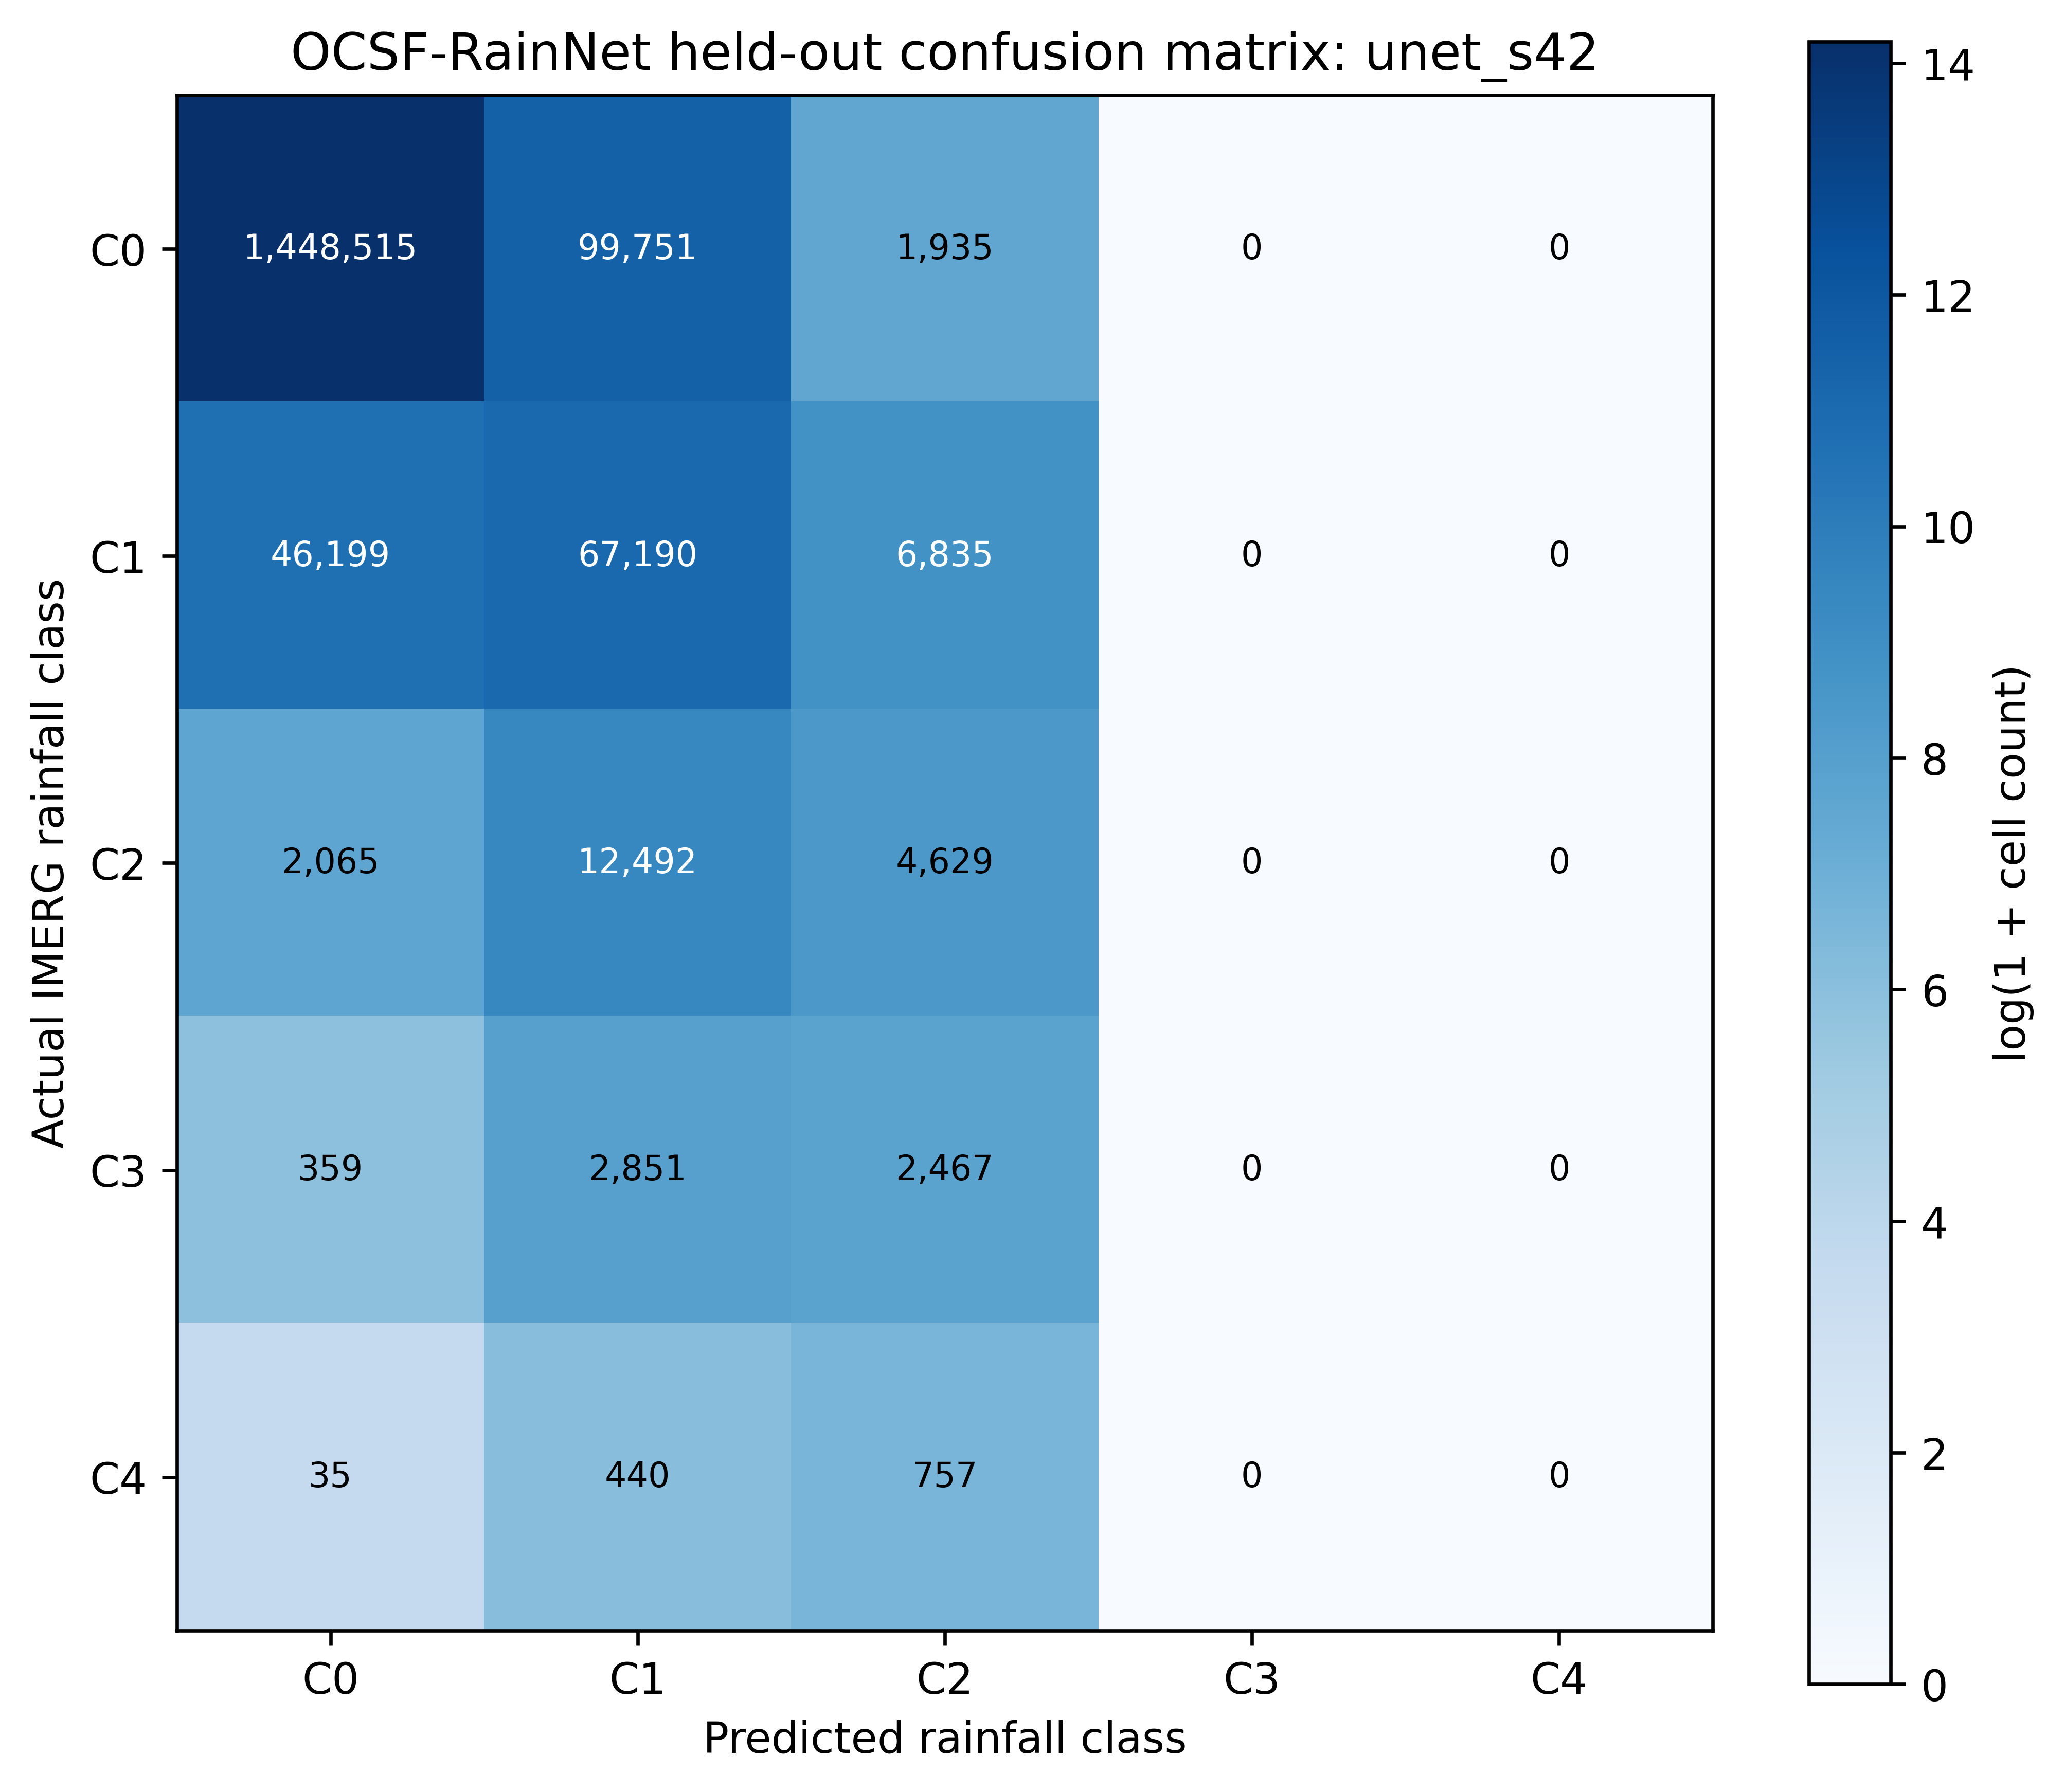 OCSF-RainNet held-out confusion matrix: unet_s42
Actual IMERG rainfall class
C0 1,448,515 99,751 1,935 0 0
C1 46,199 67,190 6,835 0 0
C2 2,065 12,492 4,629 0 0
C3 359 2,851 2,467 0 0
C4 35 440 757 0 0
C0 C1 C2 C3 C4
Predicted rainfall class
14
12
10
8
6
4
2
0
log(1 + cell count)